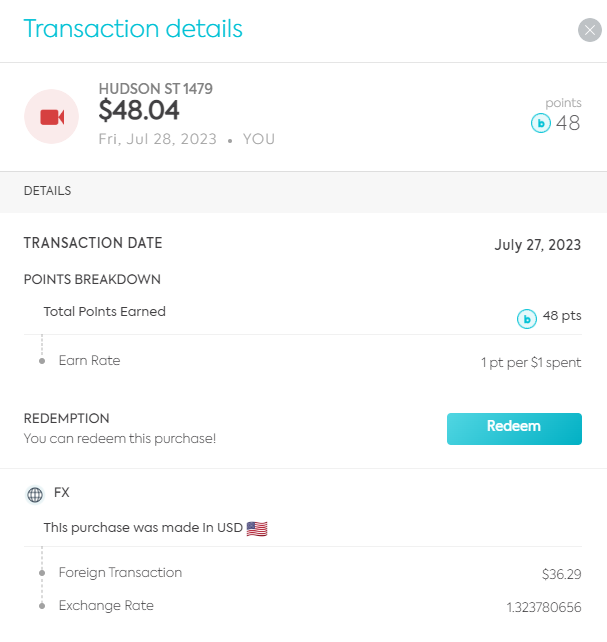 Transaction details
HUDSON ST 1479
$48.04
Fri, Jul 28, 2023 • YOU
points
b 48
DETAILS
TRANSACTION DATE
July 27, 2023
POINTS BREAKDOWN
Total Points Earned
b 48 pts
Earn Rate
1 pt per $1 spent
REDEMPTION
You can redeem this purchase!
Redeem
FX
This purchase was made in USD
Foreign Transaction
$36.29
Exchange Rate
1.323780656